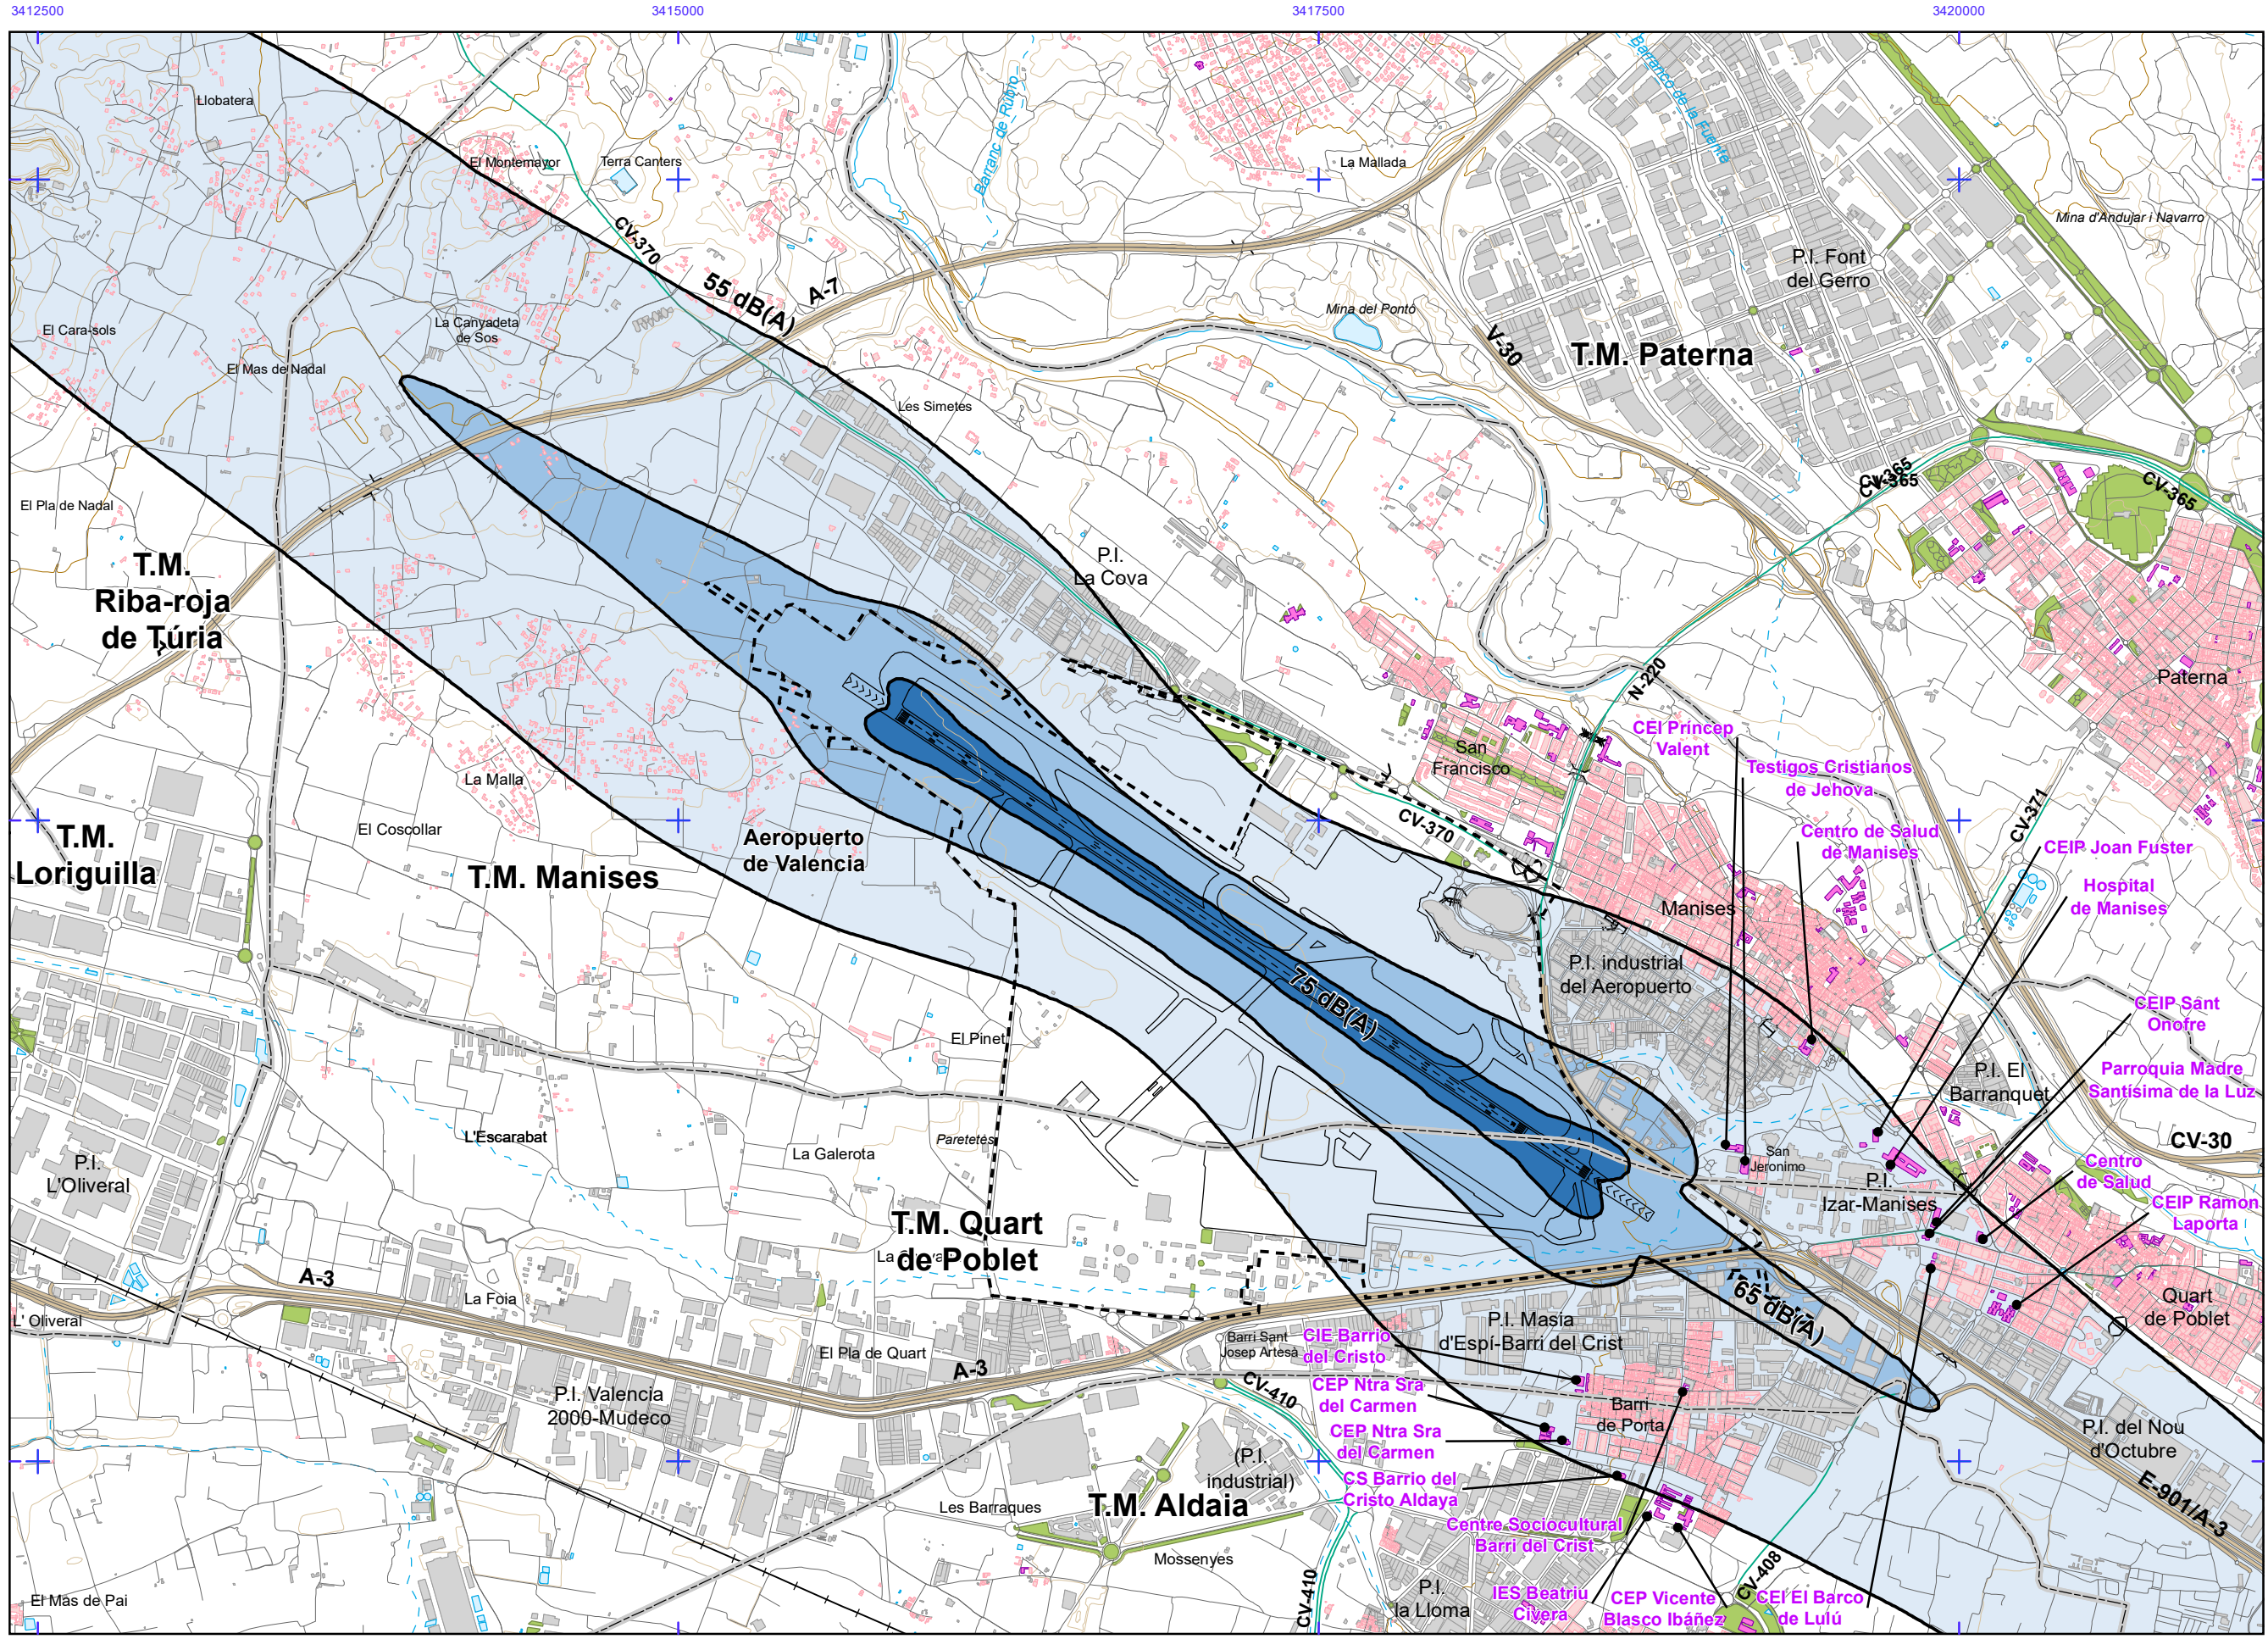 3412500
3415000
3417500
3420000
Llobatera
El Montemayor
Terra Canters
Barranc de Rubio
La Mallada
Barranco de la Fuente
Mina d'Andujar i Navarro
CV-370
55 dB(A)
A-7
P.I. Font
del Gerro
El Cara-sols
La Canyadeta
de Sos
Mina del Pontó
V-30
T.M. Paterna
El Mas de Nadal
Les Simetes
CV-365
CV-365
CV-365
El Pla de Nadal
T.M.
Riba-roja
de Túria
P.I.
La Cova
N-220
Paterna
CEI Príncep
Valent
San
Francisco
Testigos Cristianos
de Jehova
La Malla
El Coscollar
Aeropuerto
de Valencia
CV-370
Centro de Salud
de Manises
CV-371
CEIP Joan Fuster
T.M.
Loriguilla
T.M. Manises
Hospital
de Manises
Manises
P.I. industrial
del Aeropuerto
75 dB(A)
CEIP Sant
Onofre
El Pinet
P.I. El
Barranquet
Parroquia Madre
Santísima de la Luz
L'Escarabat
Paretetes
La Galerota
CV-30
P.I.
L'Oliveral
San
Jeronimo
Centro
de Salud
P.I.
Izar-Manises
CEIP Ramon
Laporta
T.M. Quart
de Poblet
A-3
La Foia
65 dB(A)
Quart
de Poblet
L' Oliveral
P.I. Masia
d'Espí-Barri del Crist
Barri Sant
Josep Artesà
CIE Barrio
del Cristo
El Pla de Quart
A-3
CV-410
CEP Ntra Sra
del Carmen
P.I. Valencia
2000-Mudeco
Barri
de Porta
CEP Ntra Sra
del Carmen
P.I. del Nou
d'Octubre
(P.I.
industrial)
CS Barrio del
Cristo Aldaya
E-901/A-3
Les Barraques
T.M. Aldaia
Centre Sociocultural
Barri del Crist
Mossenyes
CV-408
El Mas de Pai
CV-410
P.I.
la Lloma
IES Beatriu
Civera
CEP Vicente
Blasco Ibáñez
CEI El Barco
de Lulú